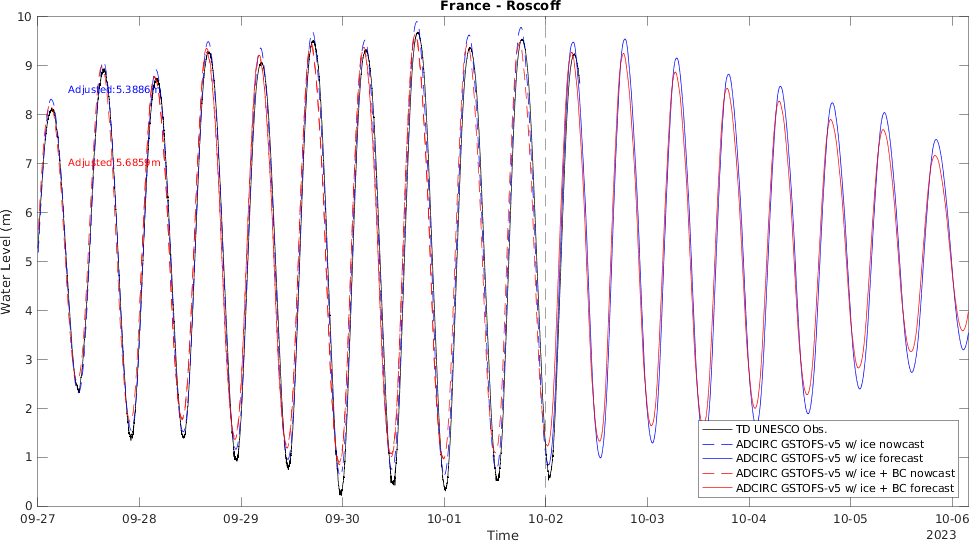 France - Roscoff
10
9
8
7
6
5
4
3
2
1
0
Water Level (m)
Adjusted:5.3886m
Adjusted:5.6859m
TD UNESCO Obs.
ADCIRC GSTOFS-v5 w/ ice nowcast
ADCIRC GSTOFS-v5 w/ ice forecast
ADCIRC GSTOFS-v5 w/ ice + BC nowcast
ADCIRC GSTOFS-v5 w/ ice + BC forecast
09-27 09-28 09-29 09-30 10-01 10-02 10-03 10-04 10-05 10-06
Time
2023